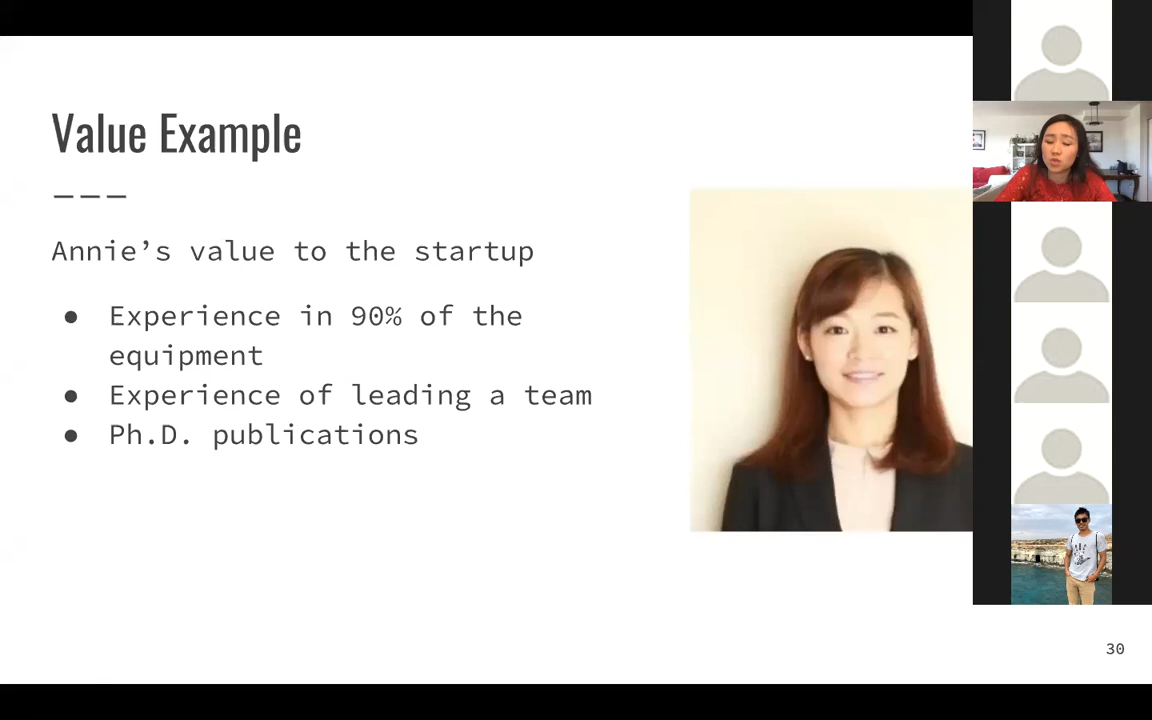 Value Example
Annie’s value to the startup
● Experience in 90% of the
equipment
● Experience of leading a team
● Ph.D. publications
30